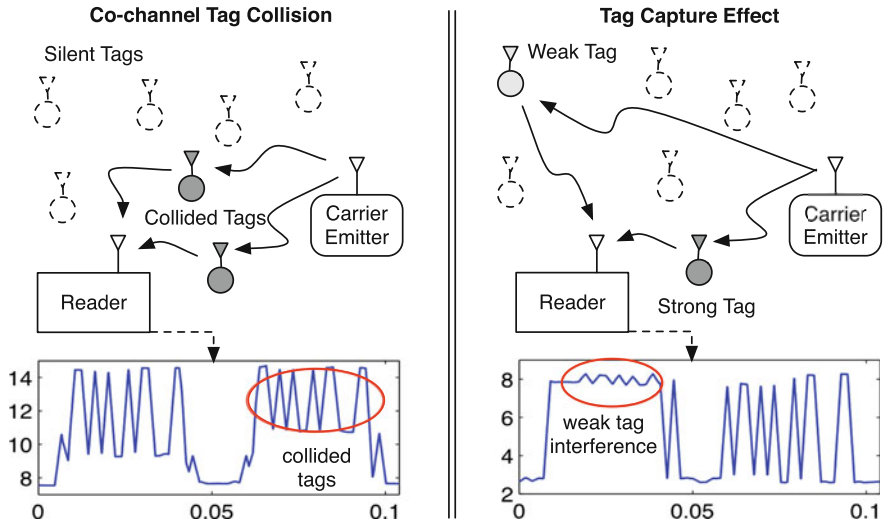 Co-channel Tag Collision
Silent Tags
Collided Tags
Carrier
Emitter
Reader
14
12
10
8
collided
tags
0
0.05
0.1
Tag Capture Effect
Weak Tag
Carrier
Emitter
Reader
Strong Tag
8
6
4
2
weak tag
interference
0
0.05
0.1